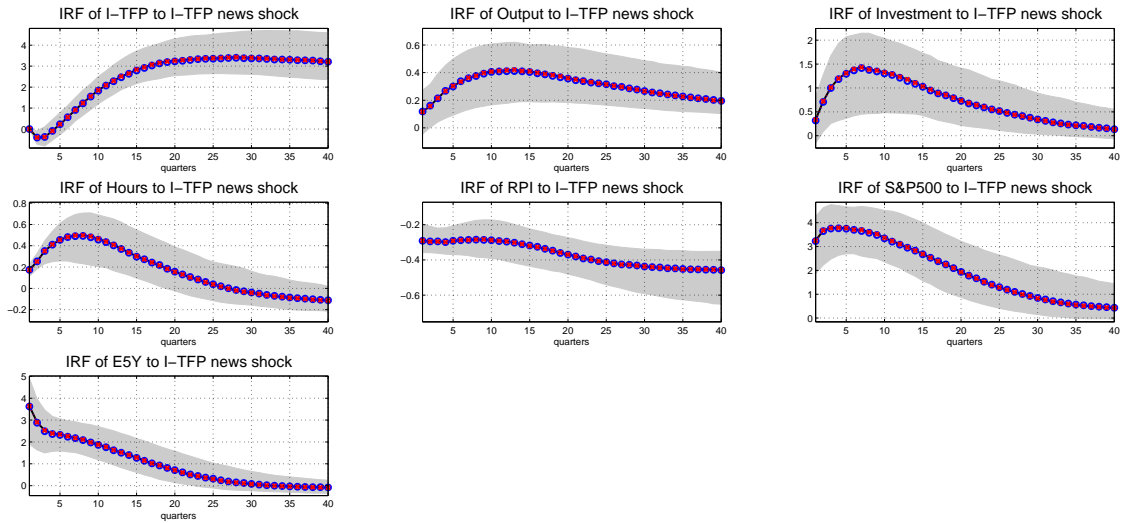 IRF of I−TFP to I−TFP news shock
4
3
2
1
0
5 10 15 20 25 30 35 40
quarters
IRF of Output to I−TFP news shock
0.6
0.4
0.2
0
5 10 15 20 25 30 35 40
quarters
IRF of Investment to I−TFP news shock
2
1.5
1
0.5
0
5 10 15 20 25 30 35 40
quarters
IRF of Hours to I−TFP news shock
0.8
0.6
0.4
0.2
0
−0.2
5 10 15 20 25 30 35 40
quarters
IRF of RPI to I−TFP news shock
−0.2
−0.4
−0.6
5 10 15 20 25 30 35 40
quarters
IRF of S&P500 to I−TFP news shock
4
3
2
1
0
5 10 15 20 25 30 35 40
quarters
IRF of E5Y to I−TFP news shock
5
4
3
2
1
0
5 10 15 20 25 30 35 40
quarters